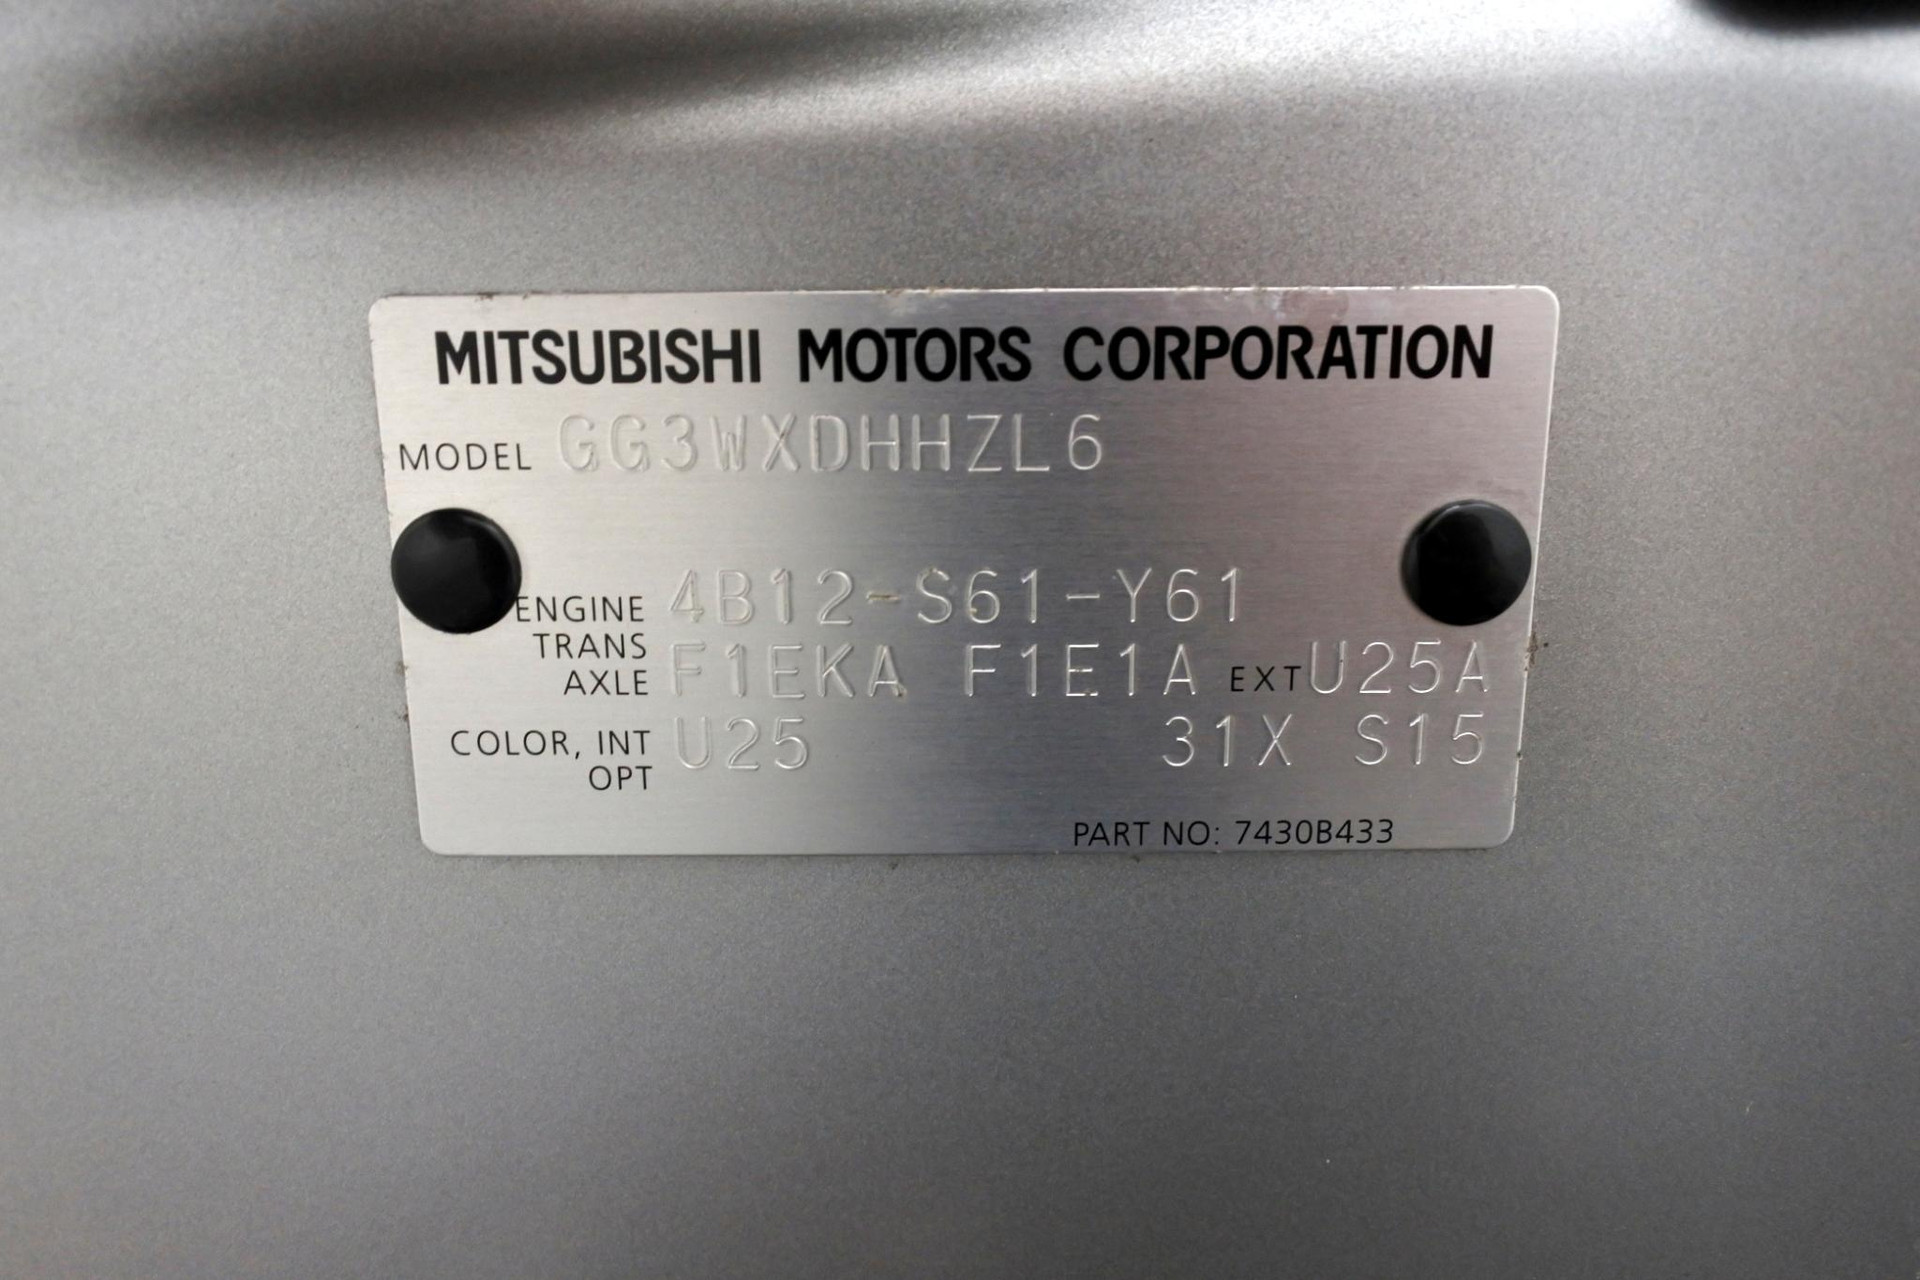 MITSUBISHI MOTORS CORPORATION
MODEL GG3WXDHHZL6
ENGINE 4B12-S61-Y61
TRANS
AXLE F1EKA F1E1A EXT U25A
COLOR, INT U25 31X S15
OPT
PART NO: 7430B433